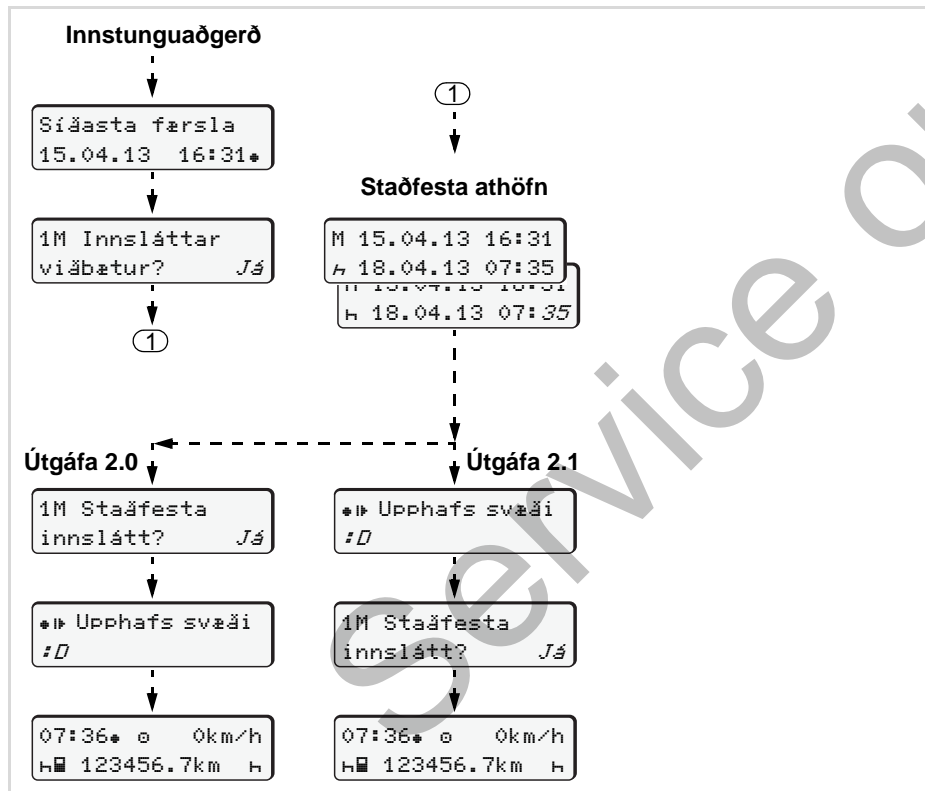 Innstunguaðgerð
Síðasta færsla
15.04.13 16:31
1M Innsláttar
viðbætur? Já
1
1
Staðfesta athöfn
M 15.04.13 16:31
h 18.04.13 07:35
h 18.04.13 07:35
Útgáfa 2.0
1M Staðfesta
innslátt? Já
Upphafs svæði
:D
07:36 0km/h
123456.7km
Útgáfa 2.1
Upphafs svæði
:D
1M Staðfesta
innslátt? Já
07:36 0km/h
123456.7km
Service